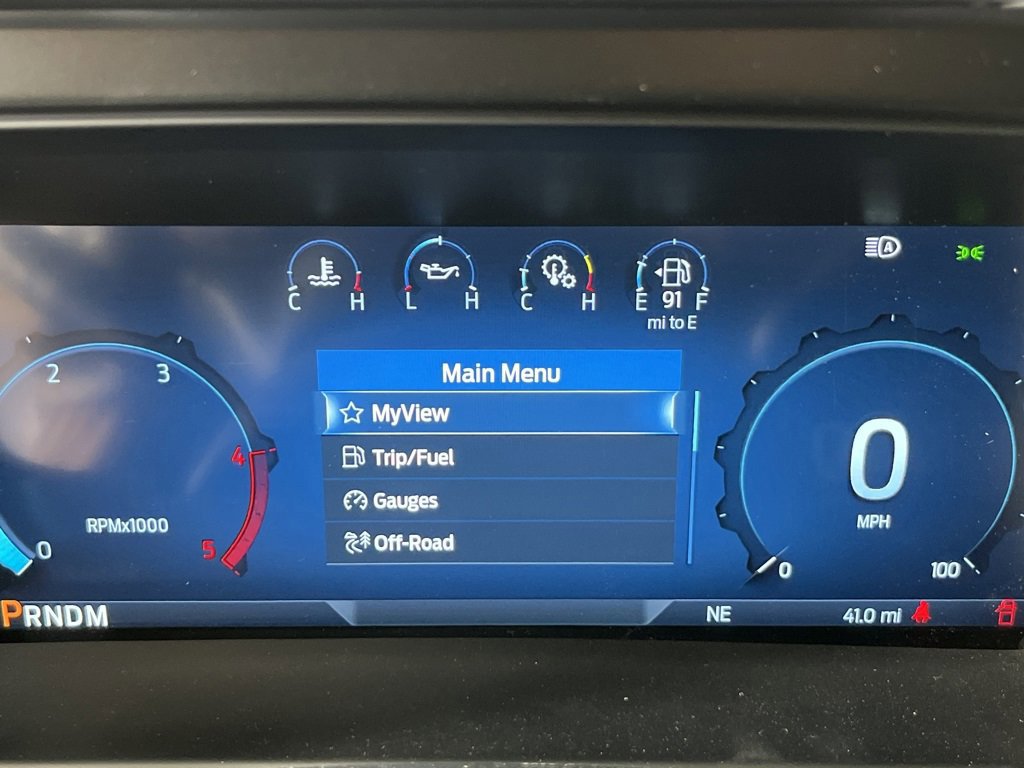 A
C H
L H
C H
E 91 F
mi to E
2 3
Main Menu
MyView
Trip/Fuel
4
Gauges
0
RPMx1000
MPH
Off-Road
0
5
0 100
PRNDM
NE
41.0 mi